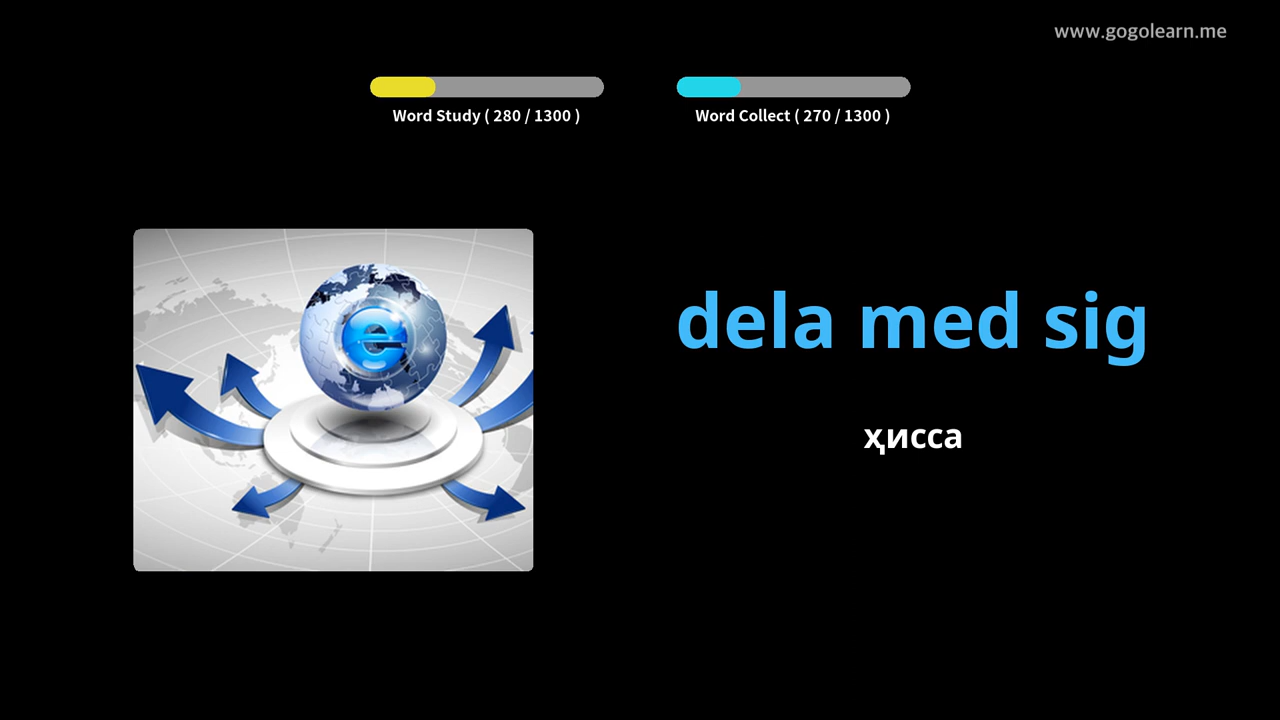 www.gogolearn.me
Word Study ( 280 / 1300 )
Word Collect ( 270 / 1300 )
e
dela med sig
ҳисса